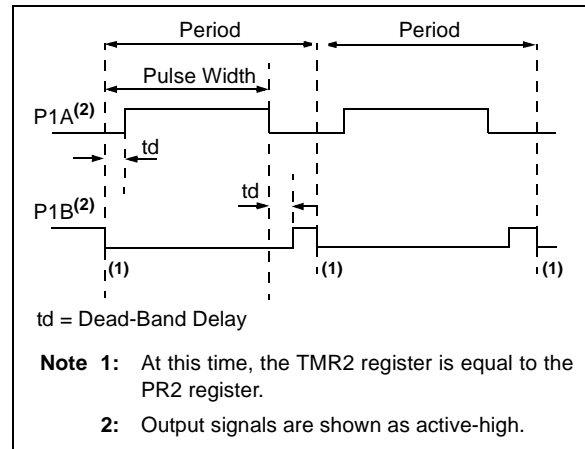 Period Period
Pulse Width
P1A(2)
td
td
P1B(2)
(1) (1) (1)
td = Dead-Band Delay
Note 1: At this time, the TMR2 register is equal to the
PR2 register.
2: Output signals are shown as active-high.